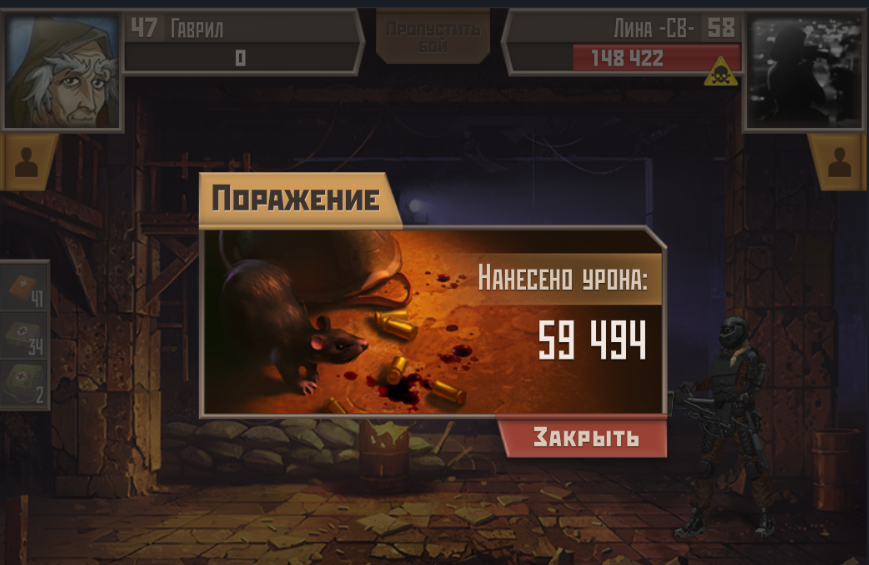 47 Гаврил
0
Пропустить
бой
Лина -СВ- 58
148 422
Поражение
Нанесено урона:
59 494
41
34
2
Закрыть